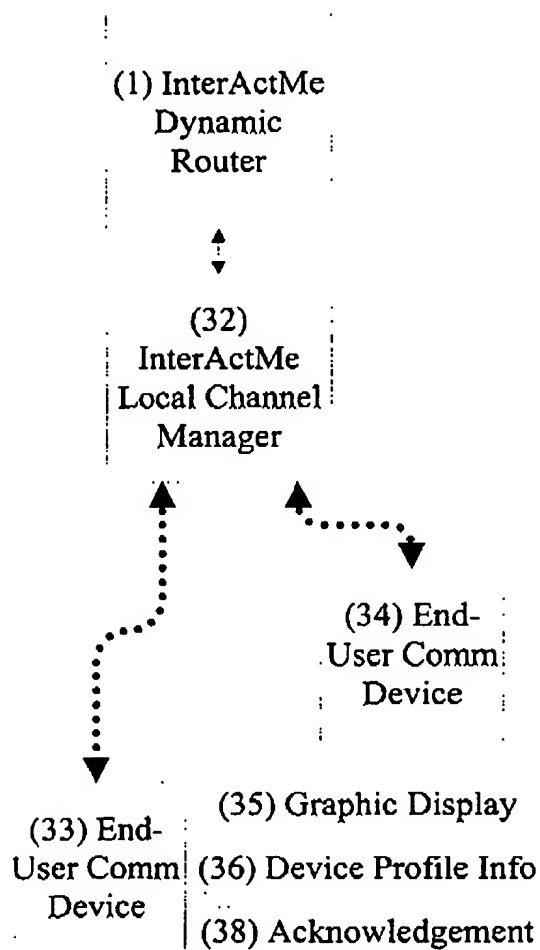 (1) InterActMe
Dynamic
Router
(32)
InterActMe
Local Channel
Manager
(34) End-
User Comm
Device
(33) End-
User Comm
Device
(35) Graphic Display
(36) Device Profile Info
(38) Acknowledgement